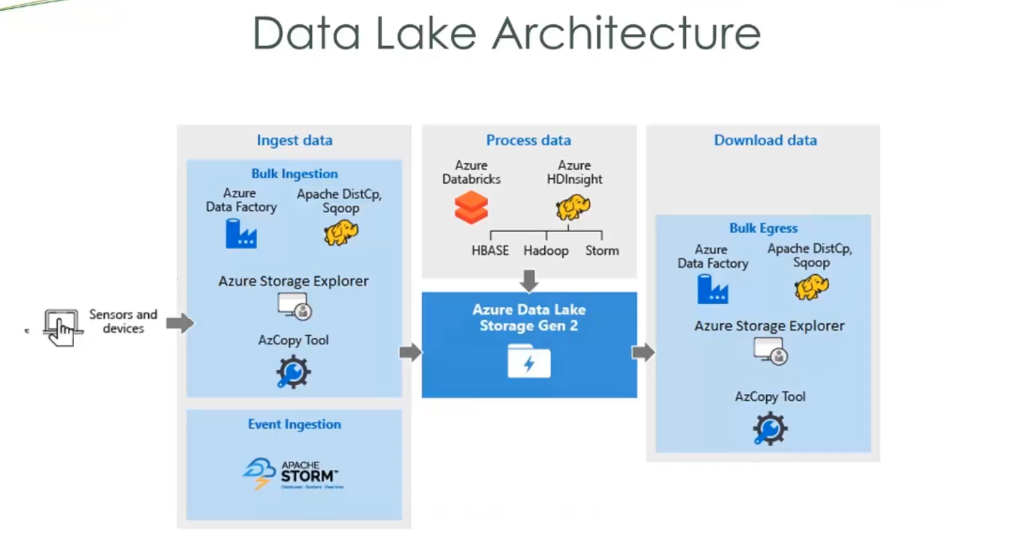 Data Lake Architecture
Ingest data
Bulk Ingestion
Azure
Data Factory
Apache DistCp,
Sqoop
Azure Storage Explorer
AzCopy Tool
Event Ingestion
APACHE
STORM™
Sensors and
devices
Process data
Azure
Databricks
Azure
HDInsight
HBASE
Hadoop
Storm
Azure Data Lake
Storage Gen 2
Download data
Bulk Egress
Azure
Data Factory
Apache DistCp,
Sqoop
Azure Storage Explorer
AzCopy Tool